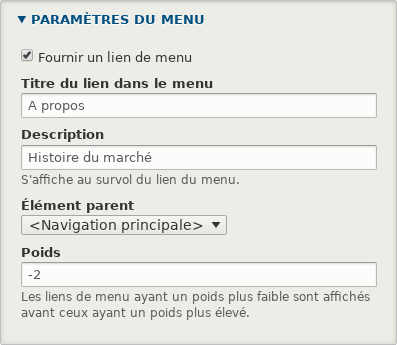 PARAMÈTRES DU MENU
Fournir un lien de menu
Titre du lien dans le menu
A propos
Description
Histoire du marché
S'affiche au survol du lien du menu.
Élément parent
<Navigation principale>
Poids
-2
Les liens de menu ayant un poids plus faible sont affichés
avant ceux ayant un poids plus élevé.